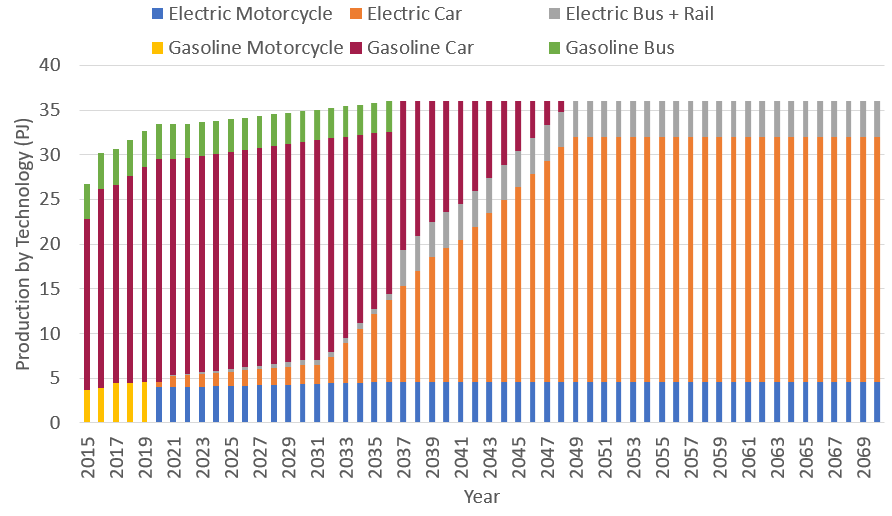 Electric Motorcycle Electric Car Electric Bus + Rail
Gasoline Motorcycle Gasoline Car Gasoline Bus
40
35
30
25
20
15
10
5
0
Production by Technology (PJ)
2015 2017 2019 2021 2023 2025 2027 2029 2031 2033 2035 2037 2039 2041 2043 2045 2047 2049 2051 2053 2055 2057 2059 2061 2063 2065 2067 2069
Year